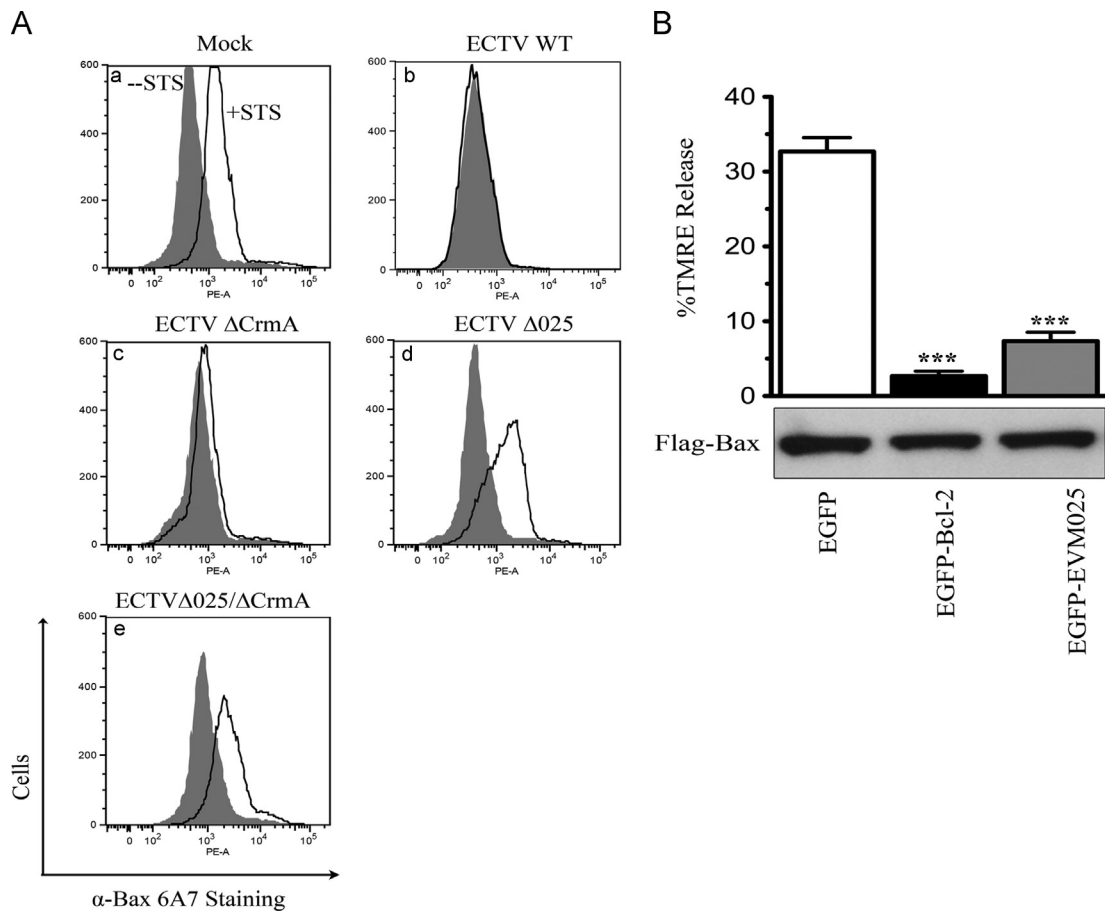 A
B
Mock
a
--STS
+STS
600
400
200
0
0 10² 10³ 10⁴ 10⁵
PE-A
ECTV WT
b
600
400
200
0
0 10² 10³ 10⁴ 10⁵
PE-A
ECTV ΔCrmA
c
600
400
200
0
0 10² 10³ 10⁴ 10⁵
PE-A
ECTV Δ025
d
600
400
200
0
0 10² 10³ 10⁴ 10⁵
PE-A
ECTVΔ025/ΔCrmA
e
800
600
400
200
0
0 10² 10³ 10⁴ 10⁵
PE-A
Cells
α-Bax 6A7 Staining
%TMRE Release
40
30
20
10
0
***
***
Flag-Bax
EGFP
EGFP-Bcl-2
EGFP-EVM025